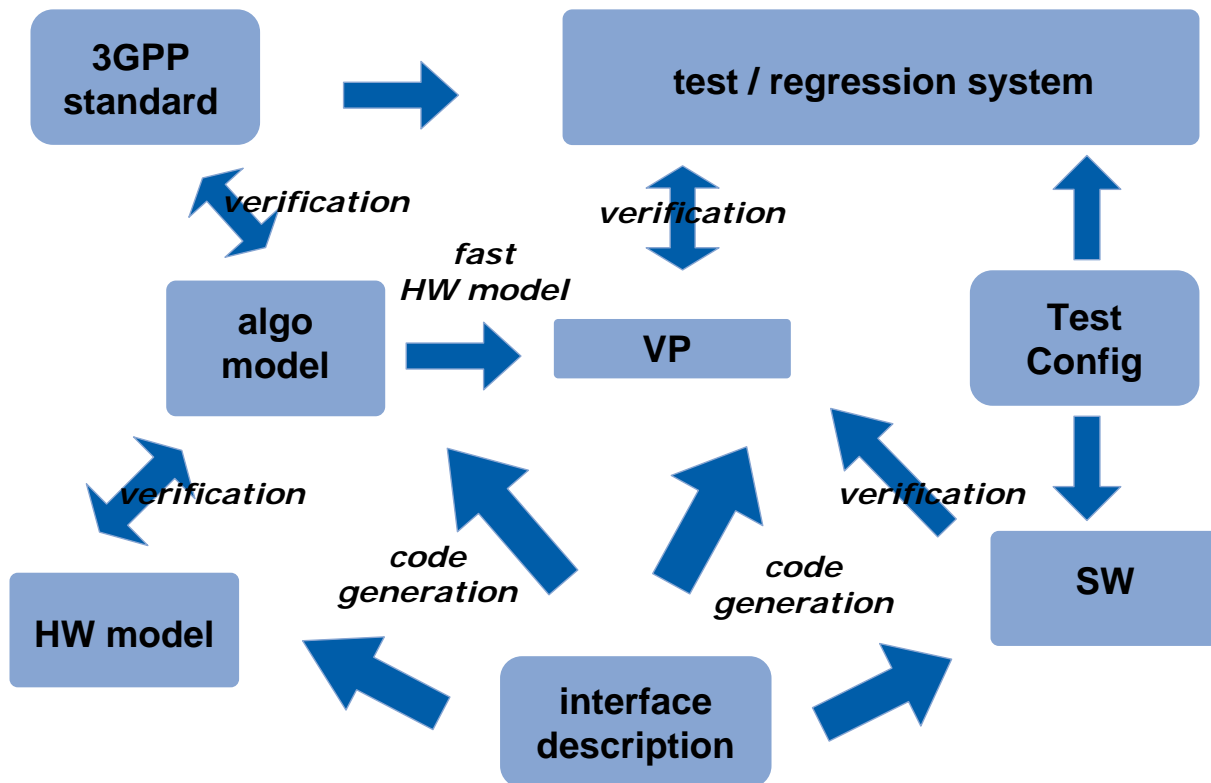 3GPP
standard
test / regression system
verification
verification
fast
HW model
algo
model
VP
Test
Config
verification
verification
code
generation
code
generation
HW model
SW
interface
description